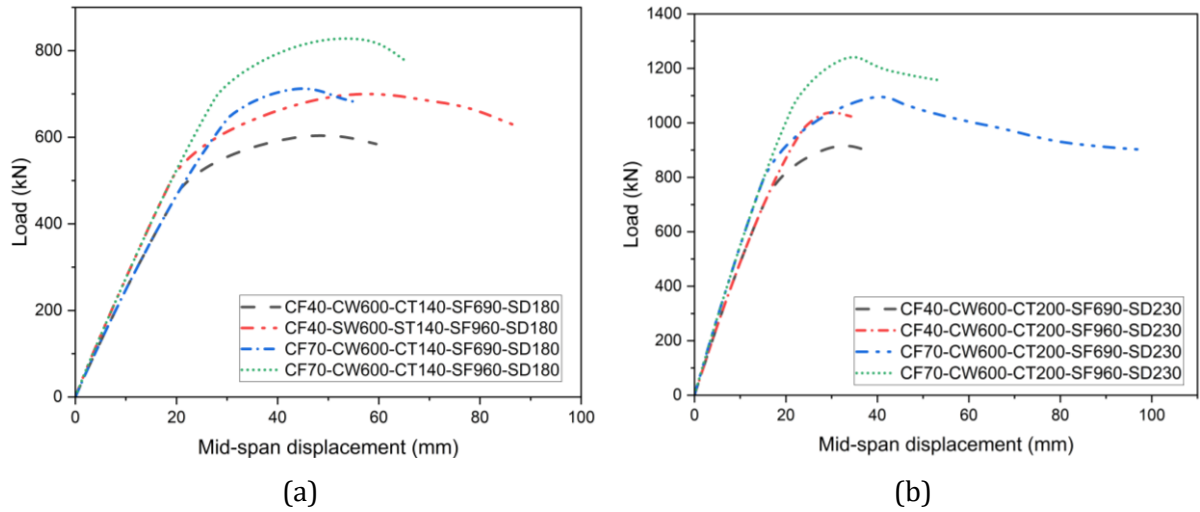 800
600
400
200
0
0 20 40 60 80 100
Load (kN)
Mid-span displacement (mm)
CF40-CW600-CT140-SF690-SD180
CF40-SW600-ST140-SF960-SD180
CF70-CW600-CT140-SF690-SD180
CF70-CW600-CT140-SF960-SD180
(a)
1400
1200
1000
800
600
400
200
0
0 20 40 60 80 100
Load (kN)
Mid-span displacement (mm)
CF40-CW600-CT200-SF690-SD230
CF40-CW600-CT200-SF960-SD230
CF70-CW600-CT200-SF690-SD230
CF70-CW600-CT200-SF960-SD230
(b)